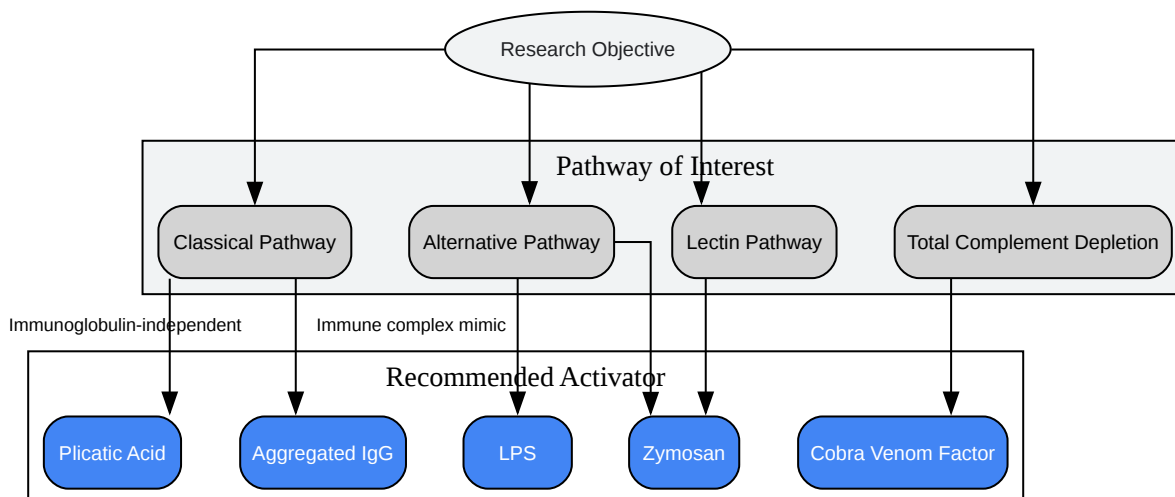 Research Objective
Pathway of Interest
Classical Pathway
Alternative Pathway
Lectin Pathway
Total Complement Depletion
Immunoglobulin-independent
Immune complex mimic
Recommended Activator
Plicatic Acid
Aggregated IgG
LPS
Zymosan
Cobra Venom Factor